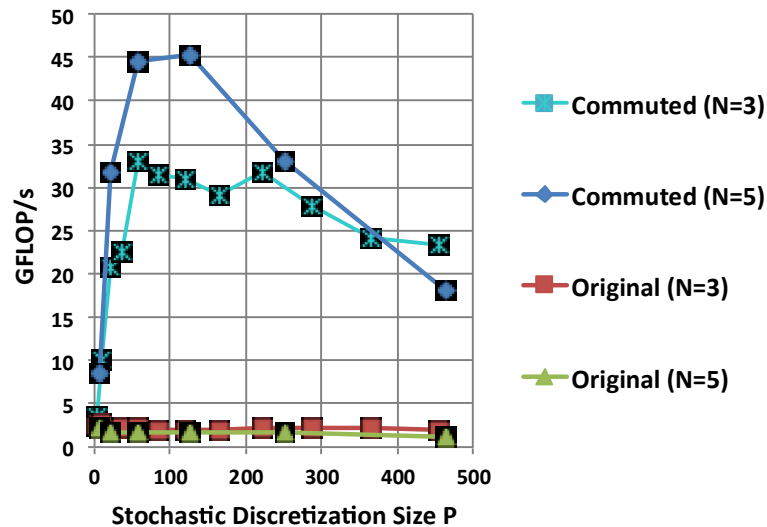 50
45
40
35
30
25
20
15
10
5
0
GFLOP/s
0 100 200 300 400 500
Stochastic Discretization Size P
Commuted (N=3)
Commuted (N=5)
Original (N=3)
Original (N=5)